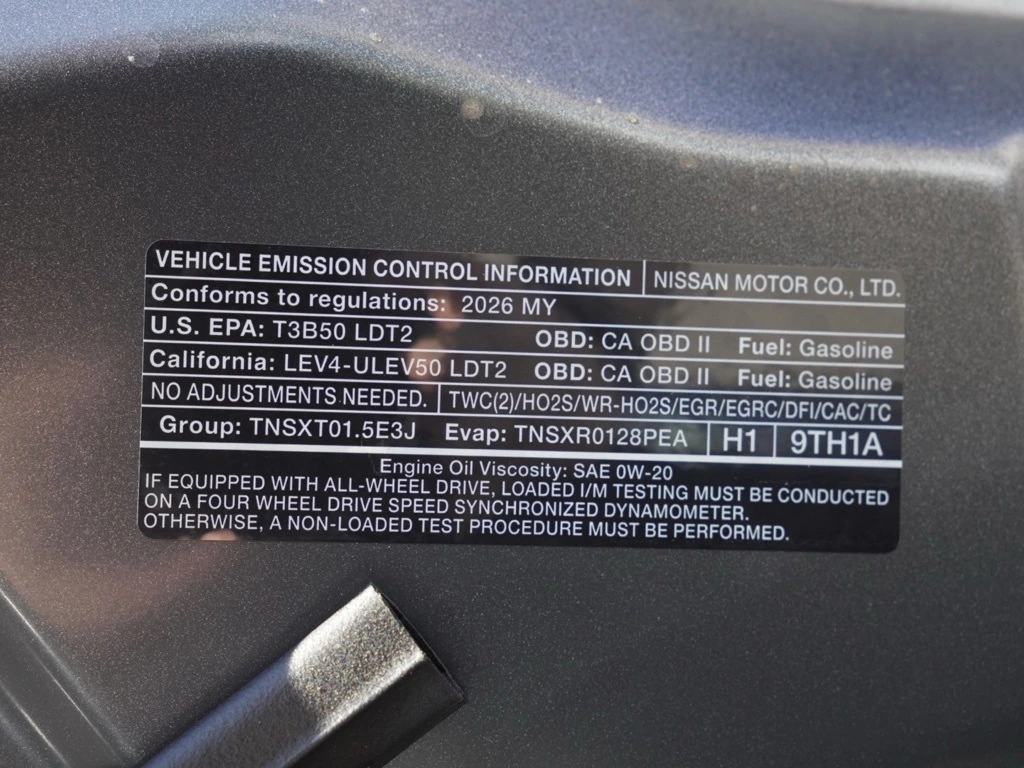 VEHICLE EMISSION CONTROL INFORMATION NISSAN MOTOR CO., LTD.
Conforms to regulations: 2026 MY
U.S. EPA: T3B50 LDT2 OBD: CA OBD II Fuel: Gasoline
California: LEV4-ULEV50 LDT2 OBD: CA OBD II Fuel: Gasoline
NO ADJUSTMENTS NEEDED. TWC(2)/HO2S/WR-HO2S/EGR/EGRC/DFI/CAC/TC
Group: TNSXT01.5E3J Evap: TNSXR0128PEA H1 9TH1A
Engine Oil Viscosity: SAE 0W-20
IF EQUIPPED WITH ALL-WHEEL DRIVE, LOADED I/M TESTING MUST BE CONDUCTED
ON A FOUR WHEEL DRIVE SPEED SYNCHRONIZED DYNAMOMETER.
OTHERWISE, A NON-LOADED TEST PROCEDURE MUST BE PERFORMED.